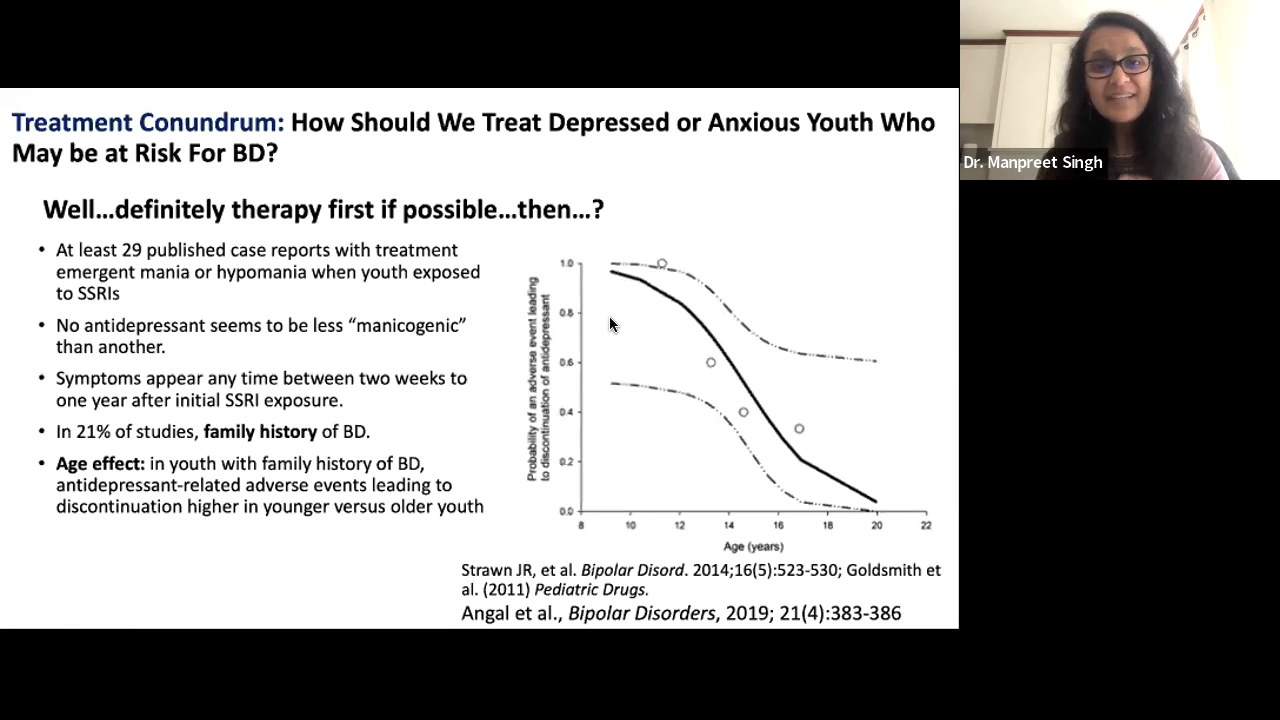 Treatment Conundrum: How Should We Treat Depressed or Anxious Youth Who
May be at Risk For BD?
Well...definitely therapy first if possible...then...?
• At least 29 published case reports with treatment
emergent mania or hypomania when youth exposed
to SSRIs
• No antidepressant seems to be less “manicogenic”
than another.
• Symptoms appear any time between two weeks to
one year after initial SSRI exposure.
• In 21% of studies, family history of BD.
• Age effect: in youth with family history of BD,
antidepressant-related adverse events leading to
discontinuation higher in younger versus older youth
Probability of an adverse event leading
to discontinuation of antidepressant
1.0
0.8
0.6
0.4
0.2
0.0
8 10 12 14 16 18 20 22
Age (years)
Strawn JR, et al. Bipolar Disord. 2014;16(5):523-530; Goldsmith et
al. (2011) Pediatric Drugs.
Angal et al., Bipolar Disorders, 2019; 21(4):383-386
Dr. Manpreet Singh